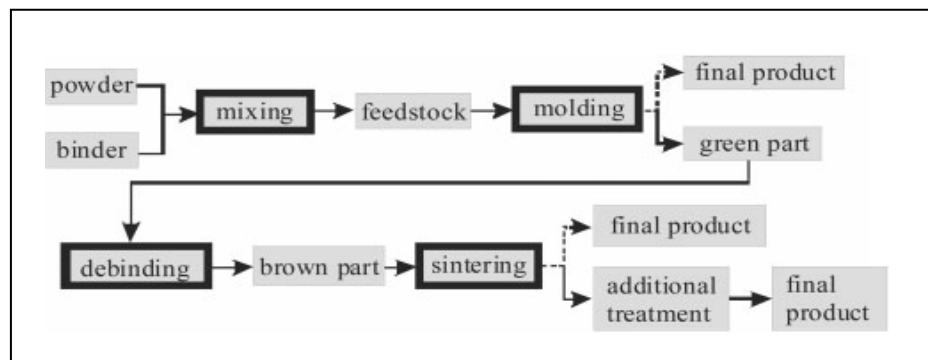 powder
binder
mixing
feedstock
molding
final product
green part
debinding
brown part
sintering
final product
additional
treatment
final
product